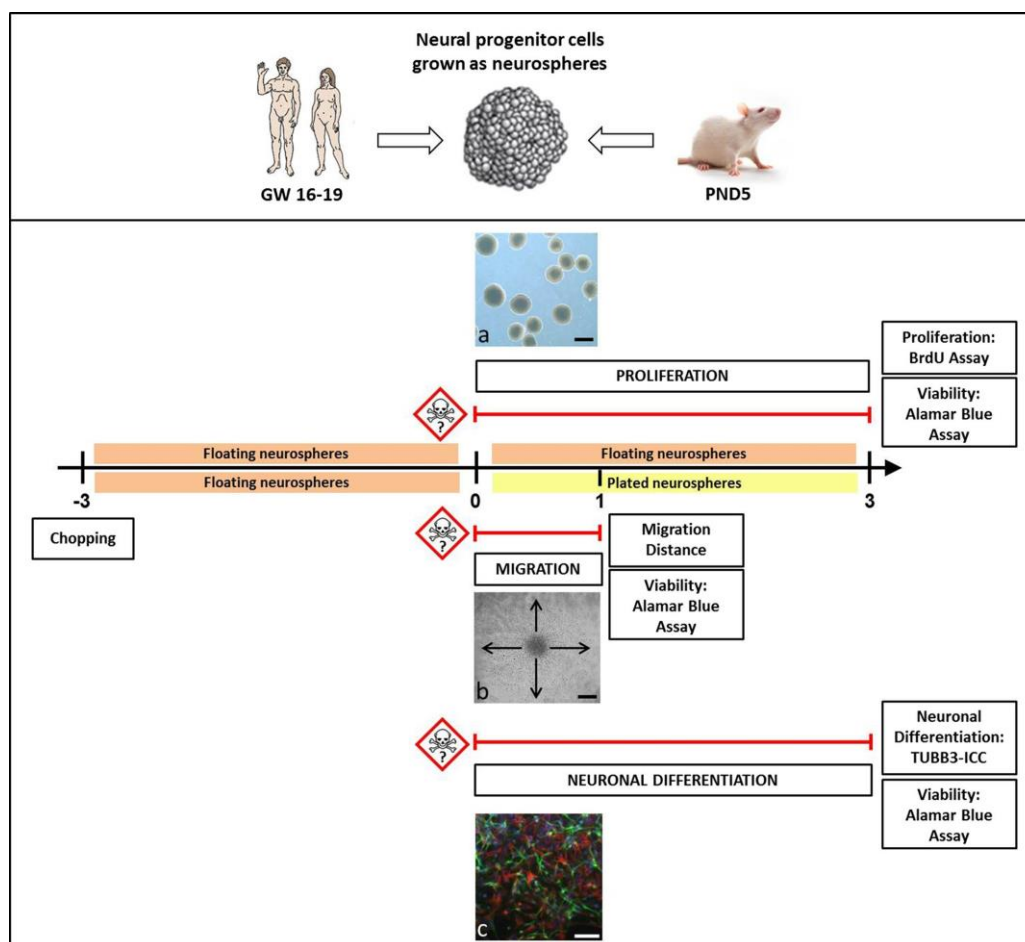 Neural progenitor cells
grown as neurospheres
GW 16-19
PND5
a
Proliferation:
BrdU Assay
PROLIFERATION
Viability:
Alamar Blue
Assay
?
Floating neurospheres
Floating neurospheres
Floating neurospheres
Plated neurospheres
-3
0
1
3
Chopping
?
Migration
Distance
MIGRATION
Viability:
Alamar Blue
Assay
b
?
Neuronal
Differentiation:
TUBB3-ICC
NEURONAL DIFFERENTIATION
Viability:
Alamar Blue
Assay
c